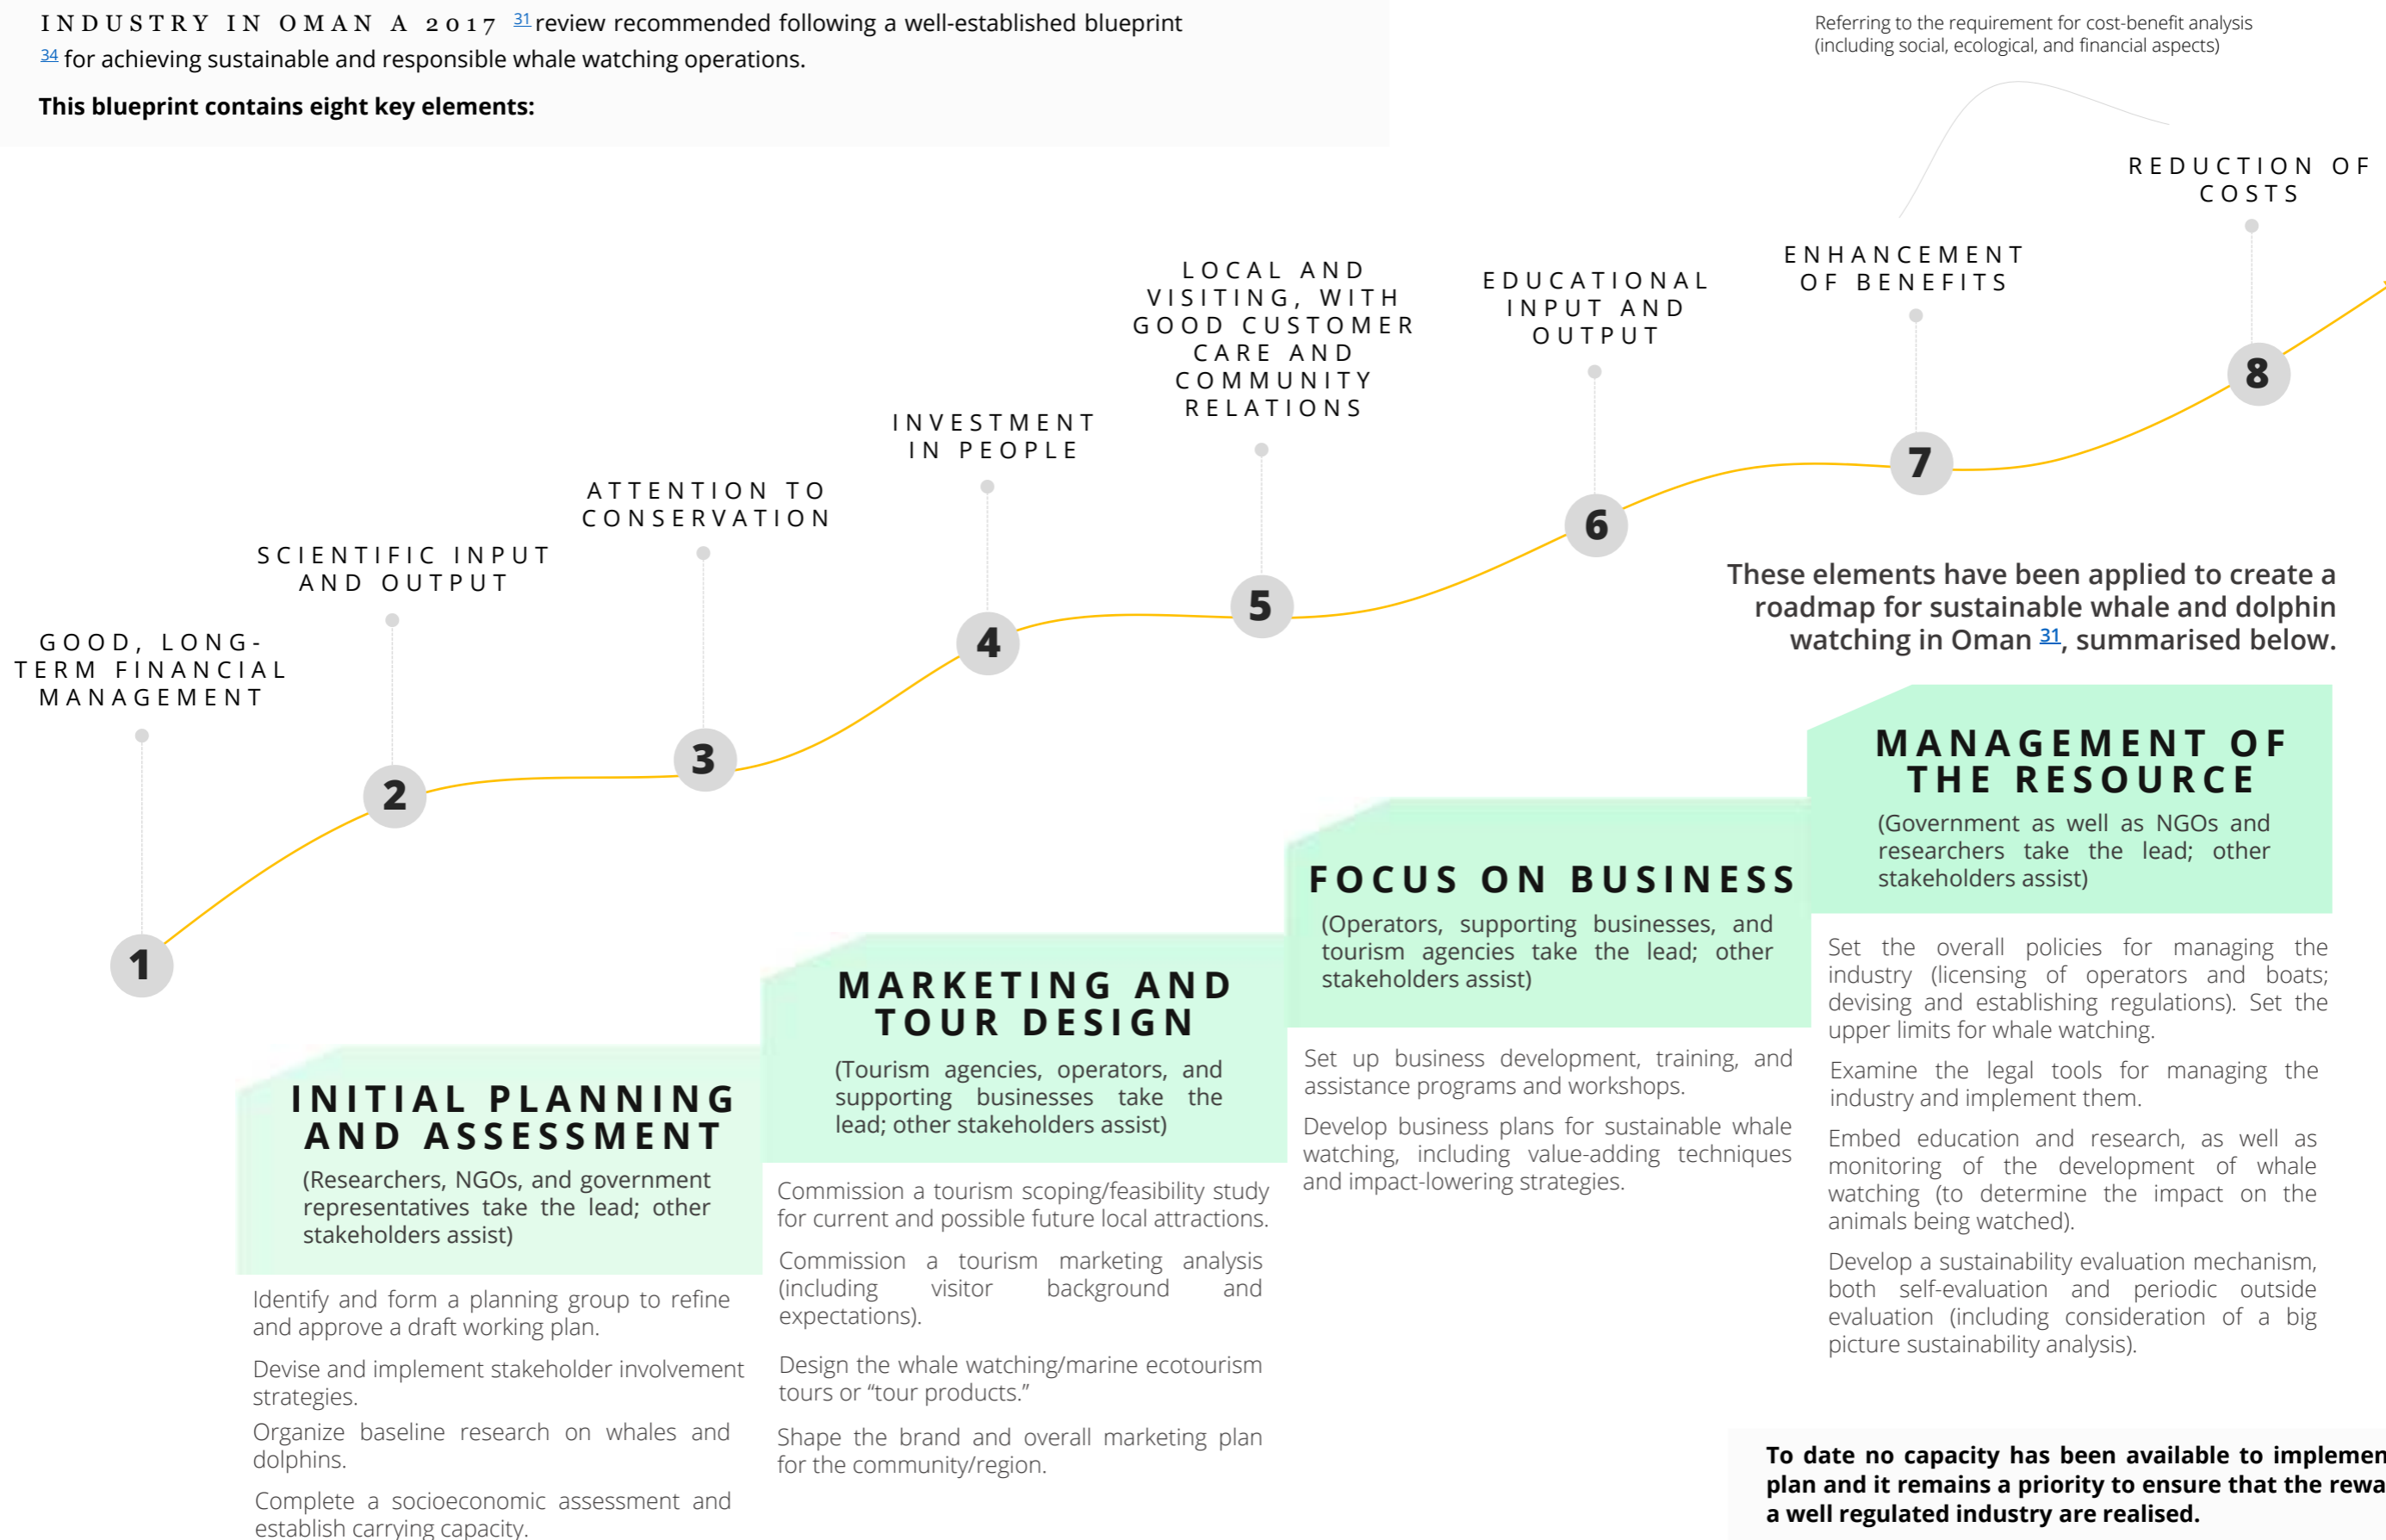 INDUSTRY IN OMAN A 2017 31 review recommended following a well-established blueprint
34 for achieving sustainable and responsible whale watching operations.
This blueprint contains eight key elements:
Referring to the requirement for cost-benefit analysis
(including social, ecological, and financial aspects)
GOOD, LONG-
TERM FINANCIAL
MANAGEMENT
1
SCIENTIFIC INPUT
AND OUTPUT
2
ATTENTION TO
CONSERVATION
3
INVESTMENT
IN PEOPLE
4
LOCAL AND
VISITING, WITH
GOOD CUSTOMER
CARE AND
COMMUNITY
RELATIONS
5
EDUCATIONAL
INPUT AND
OUTPUT
6
ENHANCEMENT
OF BENEFITS
7
REDUCTION OF
COSTS
8
These elements have been applied to create a
roadmap for sustainable whale and dolphin
watching in Oman 31, summarised below.
INITIAL PLANNING
AND ASSESSMENT
(Researchers, NGOs, and government
representatives take the lead; other
stakeholders assist)
Identify and form a planning group to refine
and approve a draft working plan.
Devise and implement stakeholder involvement
strategies.
Organize baseline research on whales and
dolphins.
Complete a socioeconomic assessment and
establish carrying capacity.
MARKETING AND
TOUR DESIGN
(Tourism agencies, operators, and
supporting businesses take the
lead; other stakeholders assist)
Commission a tourism scoping/feasibility study
for current and possible future local attractions.
Commission a tourism marketing analysis
(including visitor background and
expectations).
Design the whale watching/marine ecotourism
tours or “tour products.”
Shape the brand and overall marketing plan
for the community/region.
FOCUS ON BUSINESS
(Operators, supporting businesses, and
tourism agencies take the lead; other
stakeholders assist)
Set up business development, training, and
assistance programs and workshops.
Develop business plans for sustainable whale
watching, including value-adding techniques
and impact-lowering strategies.
MANAGEMENT OF
THE RESOURCE
(Government as well as NGOs and
researchers take the lead; other
stakeholders assist)
Set the overall policies for managing the
industry (licensing of operators and boats;
devising and establishing regulations). Set the
upper limits for whale watching.
Examine the legal tools for managing the
industry and implement them.
Embed education and research, as well as
monitoring of the development of whale
watching (to determine the impact on the
animals being watched).
Develop a sustainability evaluation mechanism,
both self-evaluation and periodic outside
evaluation (including consideration of a big
picture sustainability analysis).
To date no capacity has been available to implemen
plan and it remains a priority to ensure that the rewa
a well regulated industry are realised.